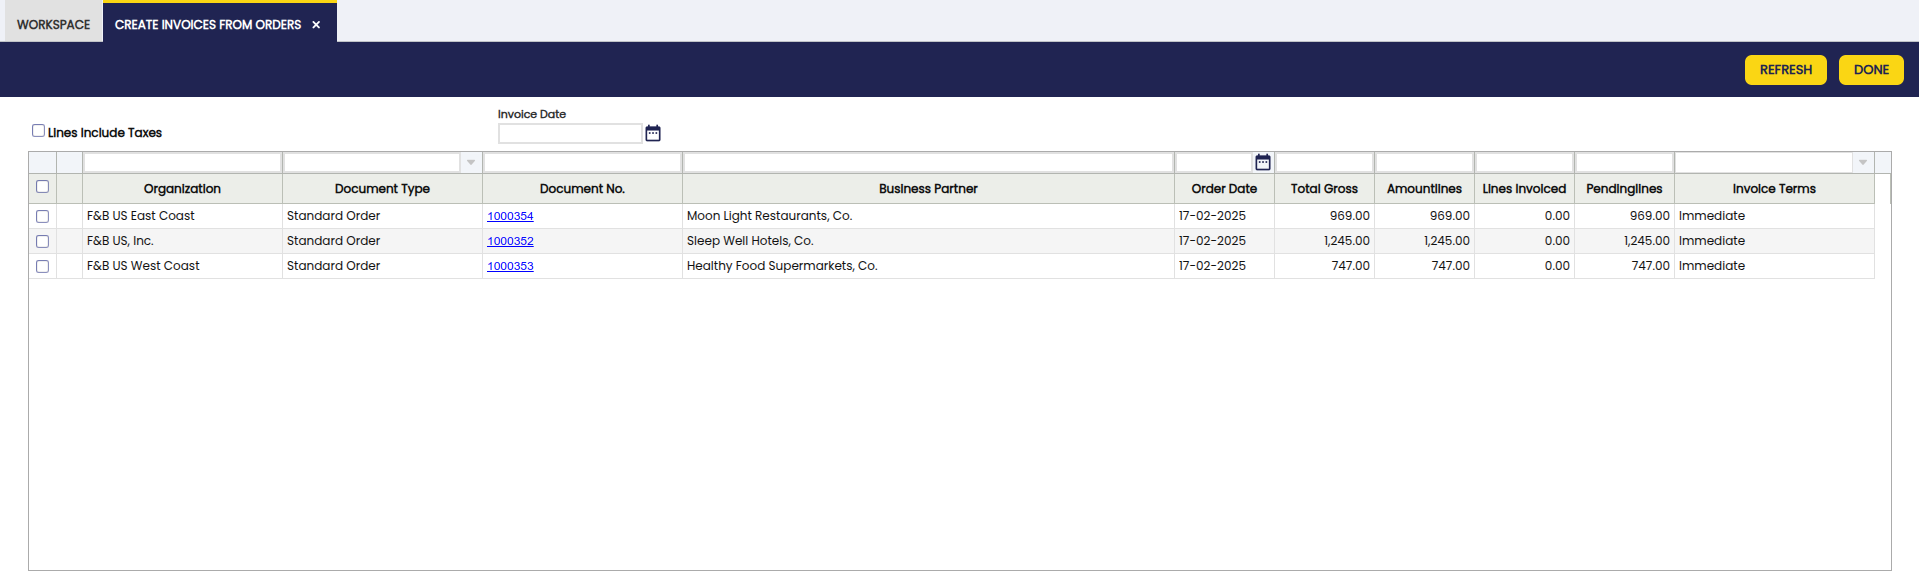 WORKSPACE CREATE INVOICES FROM ORDERS ×
REFRESH DONE
Invoice Date
Lines Include Taxes
Organization Document Type Document No. Business Partner Order Date Total Gross Amountlines Lines Invoiced Pendinglines Invoice Terms
F&B US East Coast Standard Order 1000354 Moon Light Restaurants, Co. 17-02-2025 969.00 969.00 0.00 969.00 Immediate
F&B US, Inc. Standard Order 1000352 Sleep Well Hotels, Co. 17-02-2025 1,245.00 1,245.00 0.00 1,245.00 Immediate
F&B US West Coast Standard Order 1000353 Healthy Food Supermarkets, Co. 17-02-2025 747.00 747.00 0.00 747.00 Immediate